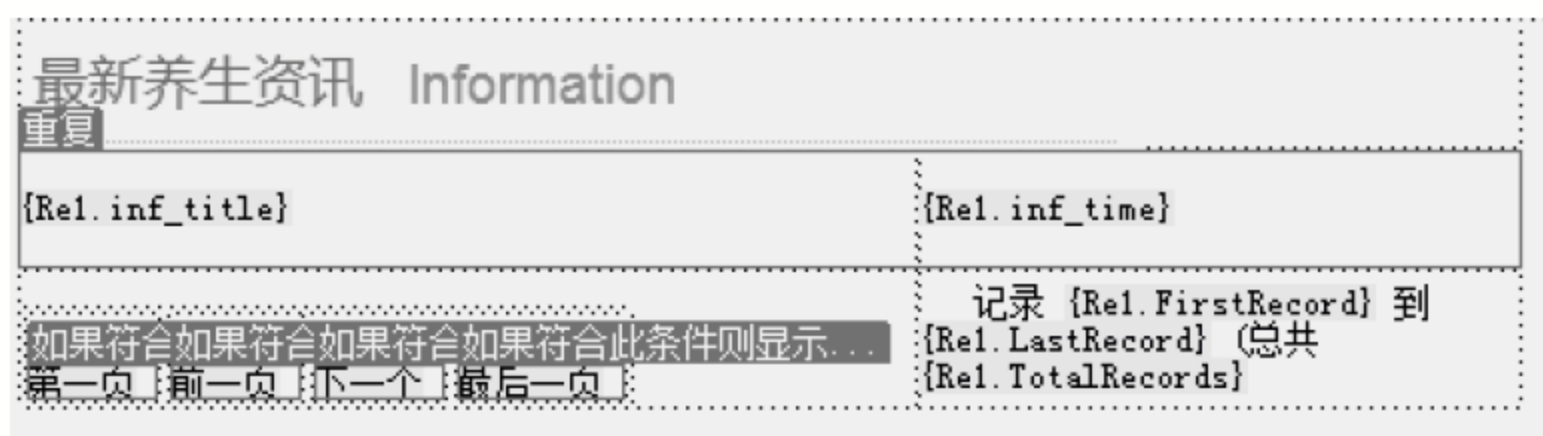 最新养生资讯 Information
重复
{Re1.inf_title} {Re1.inf_time}
如果符合如果符合如果符合如果符合此条件则显示...
第一页 前一页 下一个 最后一页
记录 {Re1.FirstRecord} 到
{Re1.LastRecord} (总共
{Re1.TotalRecords}